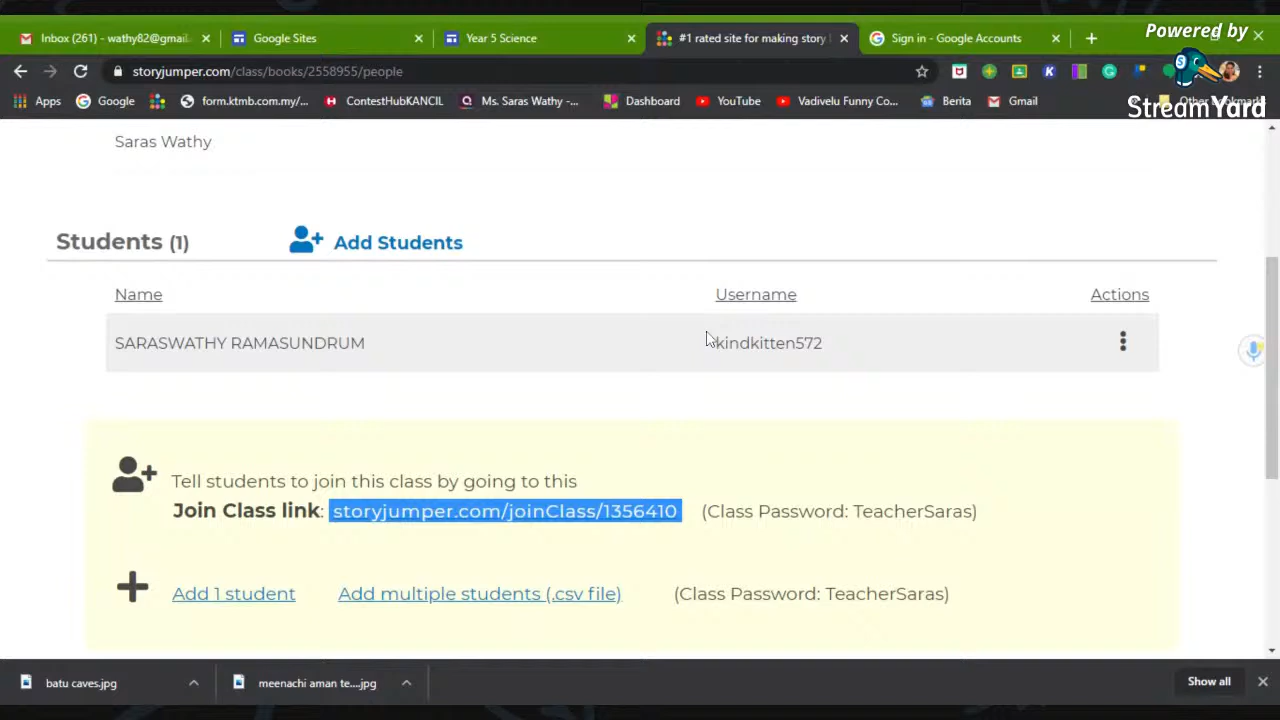 Powered by
StreamYard
Inbox (261) - wathy82@gmail
Google Sites
Year 5 Science
#1 rated site for making story
Sign in - Google Accounts
storyjumper.com/class/books/2558955/people
Apps
Google
form.ktmb.com.my/...
ContestHubKANCIL
Ms. Saras Wathy -...
Dashboard
YouTube
Vadivelu Funny Co...
Berita
Gmail
Other bookmarks
Saras Wathy
Students (1)
Add Students
Name
Username
Actions
SARASWATHY RAMASUNDRUM
kindkitten572
Tell students to join this class by going to this
Join Class link: storyjumper.com/joinClass/1356410 (Class Password: TeacherSaras)
Add 1 student
Add multiple students (.csv file)
(Class Password: TeacherSaras)
batu caves.jpg
meenachi aman te....jpg
Show all